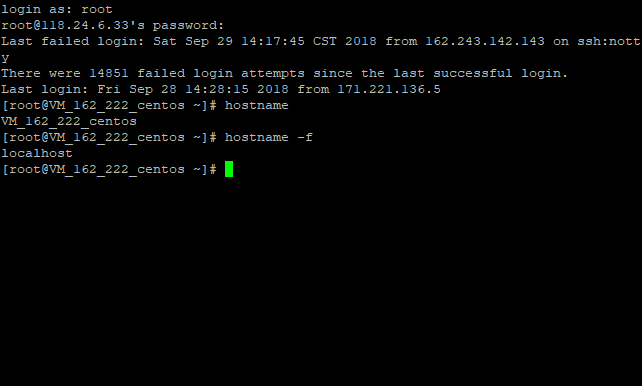 login as: root
root@118.24.6.33's password:
Last failed login: Sat Sep 29 14:17:45 CST 2018 from 162.243.142.143 on ssh:nott
y
There were 14851 failed login attempts since the last successful login.
Last login: Fri Sep 28 14:28:15 2018 from 171.221.136.5
[root@VM_162_222_centos ~]# hostname
VM_162_222_centos
[root@VM_162_222_centos ~]# hostname -f
localhost
[root@VM_162_222_centos ~]#